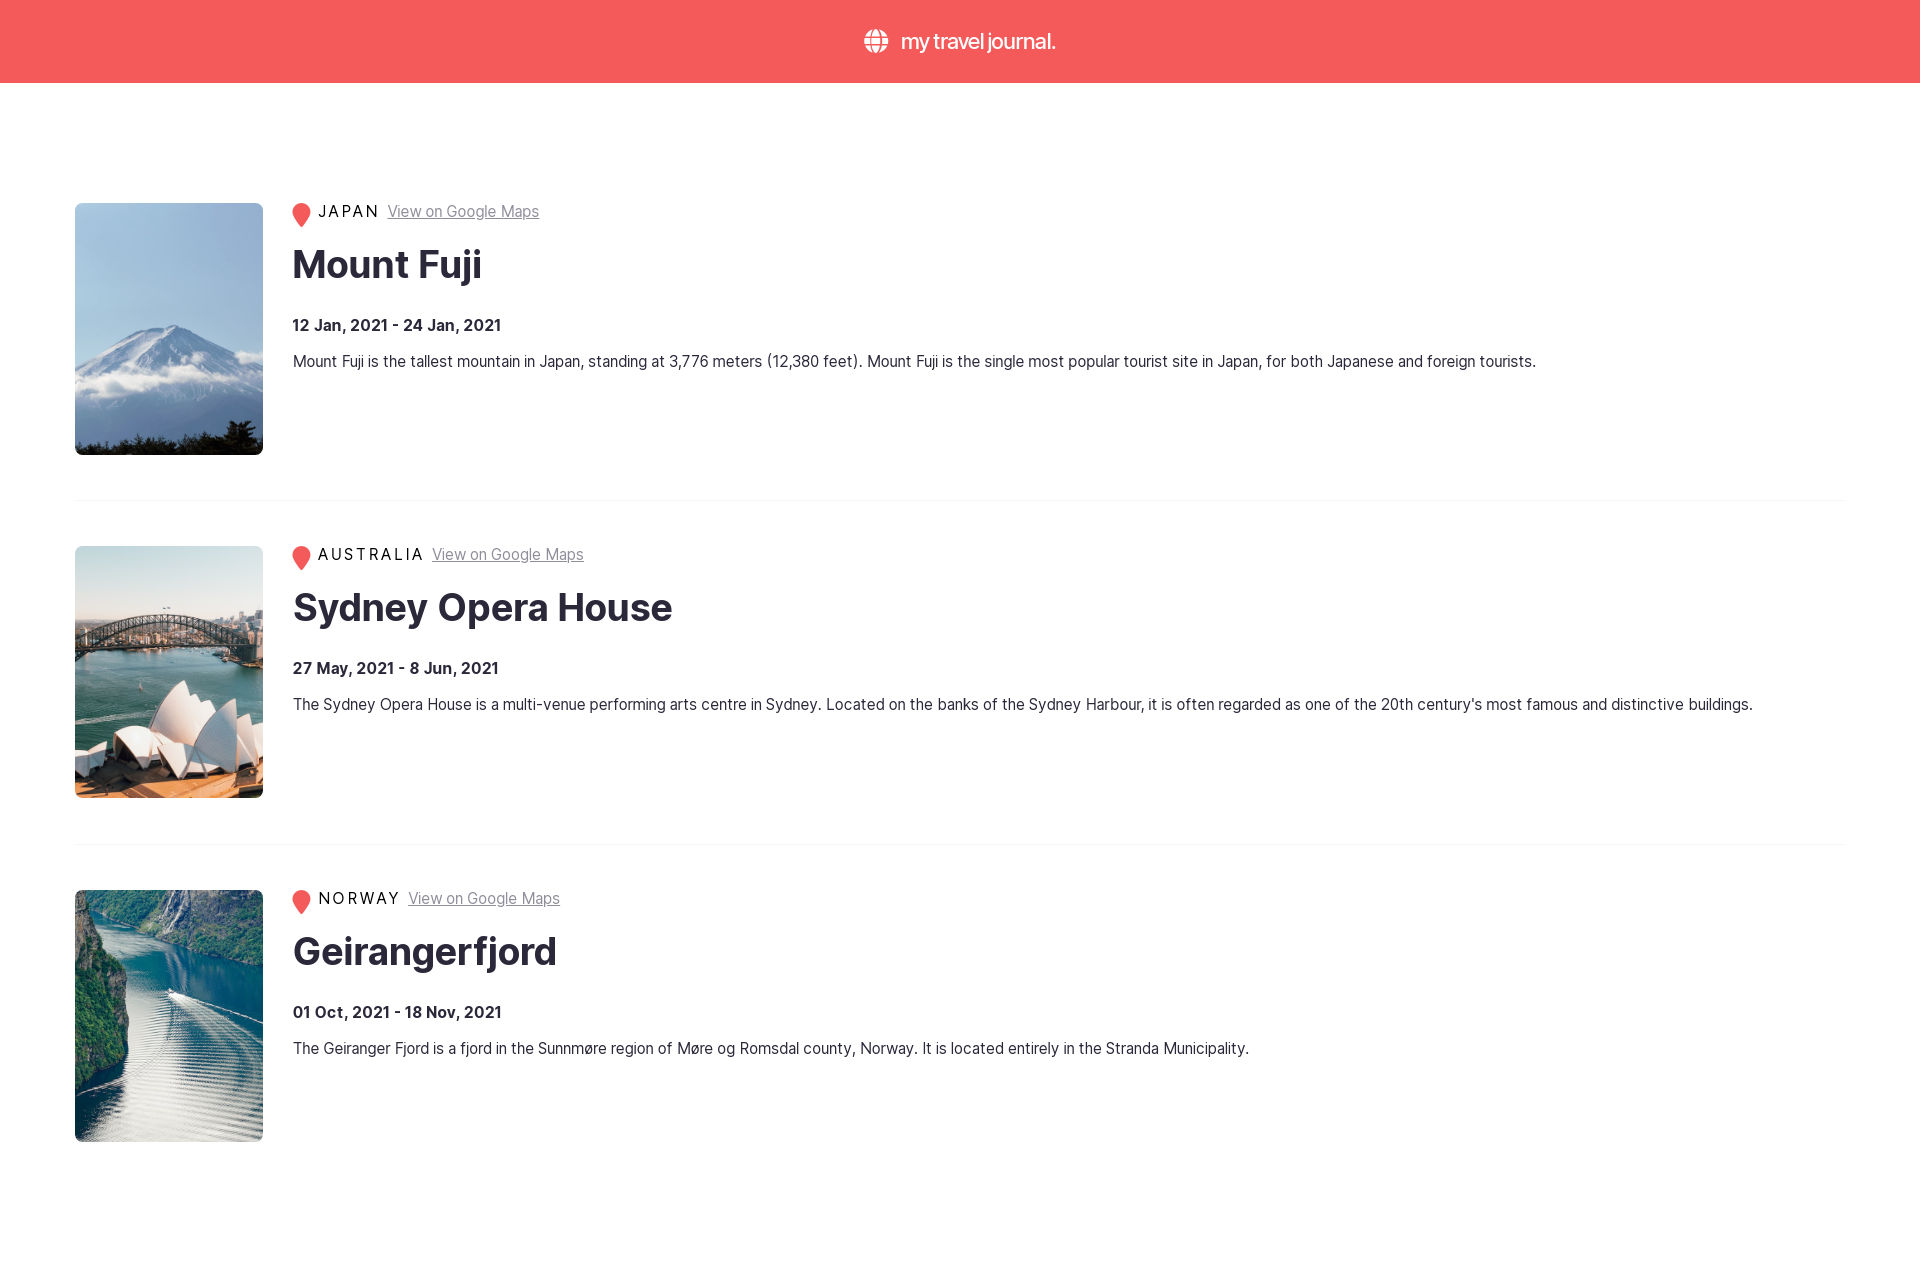 my travel journal.
JAPAN View on Google Maps
Mount Fuji
12 Jan, 2021 - 24 Jan, 2021
Mount Fuji is the tallest mountain in Japan, standing at 3,776 meters (12,380 feet). Mount Fuji is the single most popular tourist site in Japan, for both Japanese and foreign tourists.
AUSTRALIA View on Google Maps
Sydney Opera House
27 May, 2021 - 8 Jun, 2021
The Sydney Opera House is a multi-venue performing arts centre in Sydney. Located on the banks of the Sydney Harbour, it is often regarded as one of the 20th century's most famous and distinctive buildings.
NORWAY View on Google Maps
Geirangerfjord
01 Oct, 2021 - 18 Nov, 2021
The Geiranger Fjord is a fjord in the Sunnmøre region of Møre og Romsdal county, Norway. It is located entirely in the Stranda Municipality.